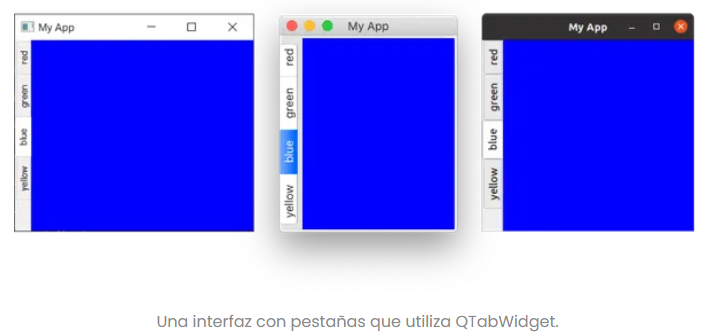 My App
red
green
blue
yellow
My App
red
green
blue
yellow
My App
red
green
blue
yellow
Una interfaz con pestañas que utiliza QTabWidget.